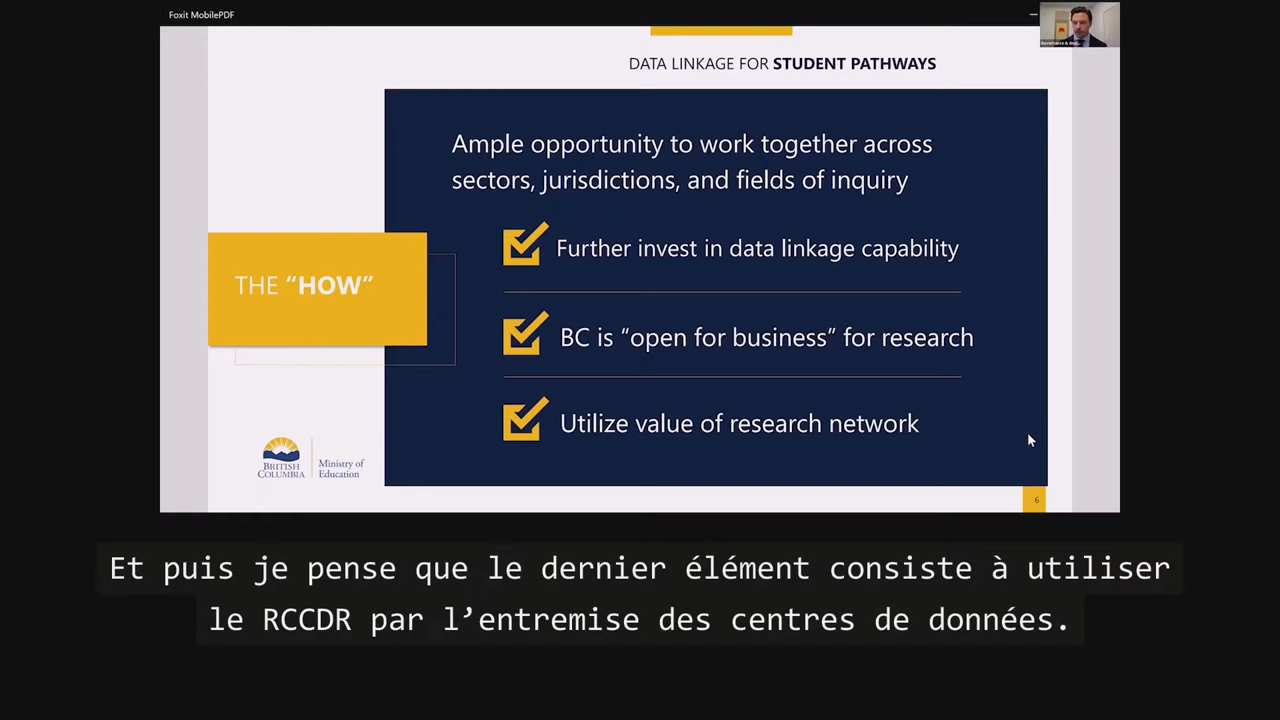 Foxit MobilePDF
DATA LINKAGE FOR STUDENT PATHWAYS
Ample opportunity to work together across
sectors, jurisdictions, and fields of inquiry
THE “HOW”
Further invest in data linkage capability
BC is “open for business” for research
Utilize value of research network
BRITISH
COLUMBIA
Ministry of
Education
6
Et puis je pense que le dernier élément consiste à utiliser
le RCCDR par l’entremise des centres de données.